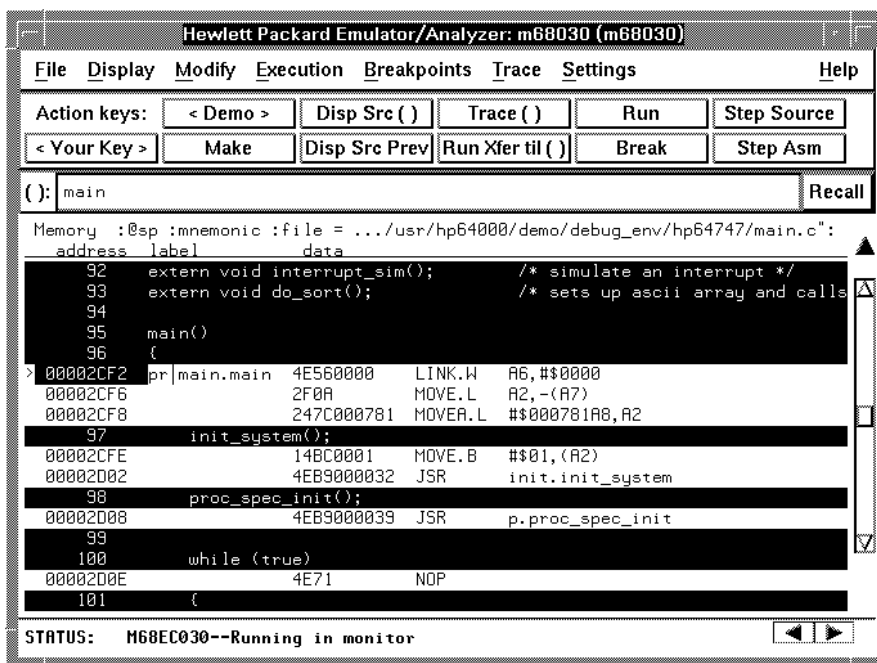 Hewlett Packard Emulator/Analyzer: m68030 (m68030)
File Display Modify Execution Breakpoints Trace Settings Help
Action keys: < Demo > Disp Src ( ) Trace ( ) Run Step Source
< Your Key > Make Disp Src Prev Run Xfer til ( ) Break Step Asm
( ): main Recall
Memory :@sp :mnemonic :file = .../usr/hp64000/demo/debug_env/hp64747/main.c":
address label data
92 extern void interrupt_sim(); /* simulate an interrupt */
93 extern void do_sort(); /* sets up ascii array and calls
94
95 main()
96 {
> 00002CF2 pr|main.main 4E560000 LINK.W A6,#$0000
00002CF6 2F0A MOVE.L A2,-(A7)
00002CF8 247C000781 MOVEA.L #$000781A8,A2
97 init_system();
00002CFE 14BC0001 MOVE.B #$01,(A2)
00002D02 4EB9000032 JSR init.init_system
98 proc_spec_init();
00002D08 4EB9000039 JSR p.proc_spec_init
99
100 while (true)
00002D0E 4E71 NOP
101 {
STATUS: M68EC030--Running in monitor